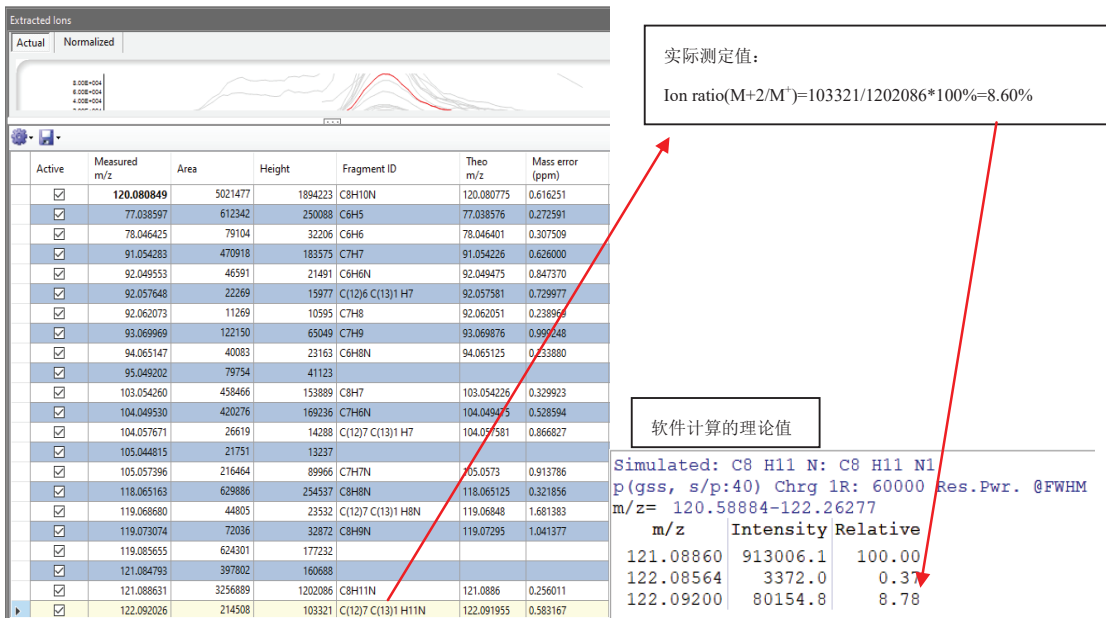 Extracted Ions
Actual Normalized
8.00E+004
6.00E+004
4.00E+004
实际测定值：
Ion ratio(M+2/M+)=103321/1202086*100%=8.60%
Active Measured m/z Area Height Fragment ID Theo m/z Mass error (ppm)
120.080849 5021477 1894223 C8H10N 120.080775 0.616251
77.038597 612342 250088 C6H5 77.038576 0.272591
78.046425 79104 32206 C6H6 78.046401 0.307509
91.054283 470918 183575 C7H7 91.054226 0.626000
92.049553 46591 21491 C6H6N 92.049475 0.847370
92.057648 22269 15977 C(12)6 C(13)1 H7 92.057581 0.729977
92.062073 11269 10595 C7H8 92.062051 0.238969
93.069969 122150 65049 C7H9 93.069876 0.999248
94.065147 40083 23163 C6H8N 94.065125 0.233880
95.049202 79754 41123
103.054260 458466 153889 C8H7 103.054226 0.329923
104.049530 420276 169236 C7H6N 104.049475 0.528594
104.057671 26619 14288 C(12)7 C(13)1 H7 104.057581 0.866827
105.044815 21751 13237
105.057396 216464 89966 C7H7N 105.0573 0.913786
118.065163 629886 254537 C8H8N 118.065125 0.321856
119.068680 44805 23532 C(12)7 C(13)1 H8N 119.06848 1.681383
119.073074 72036 32872 C8H9N 119.07295 1.041377
119.085655 624301 177232
121.084793 397802 160688
121.088631 3256889 1202086 C8H11N 121.0886 0.256011
122.092026 214508 103321 C(12)7 C(13)1 H11N 122.091955 0.583167
软件计算的理论值
Simulated: C8 H11 N: C8 H11 N1
p(gss, s/p:40) Chrg 1R: 60000 Res.Pwr. @FWHM
m/z= 120.58884-122.26277
m/z Intensity Relative
121.08860 913006.1 100.00
122.08564 3372.0 0.37
122.09200 80154.8 8.78